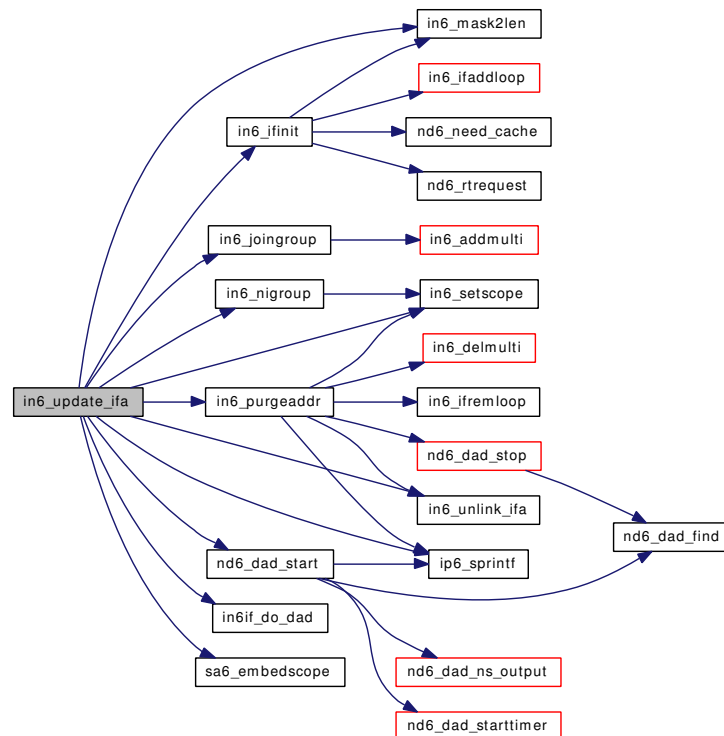 in6_mask2len
in6_ifaddloop
in6_ifinit
nd6_need_cache
nd6_rtrequest
in6_joingroup
in6_addmulti
in6_nigroup
in6_setscope
in6_delmulti
in6_update_ifa
in6_purgeaddr
in6_ifremloop
nd6_dad_stop
in6_unlink_ifa
nd6_dad_find
nd6_dad_start
ip6_sprintf
in6if_do_dad
sa6_embedscope
nd6_dad_ns_output
nd6_dad_starttimer